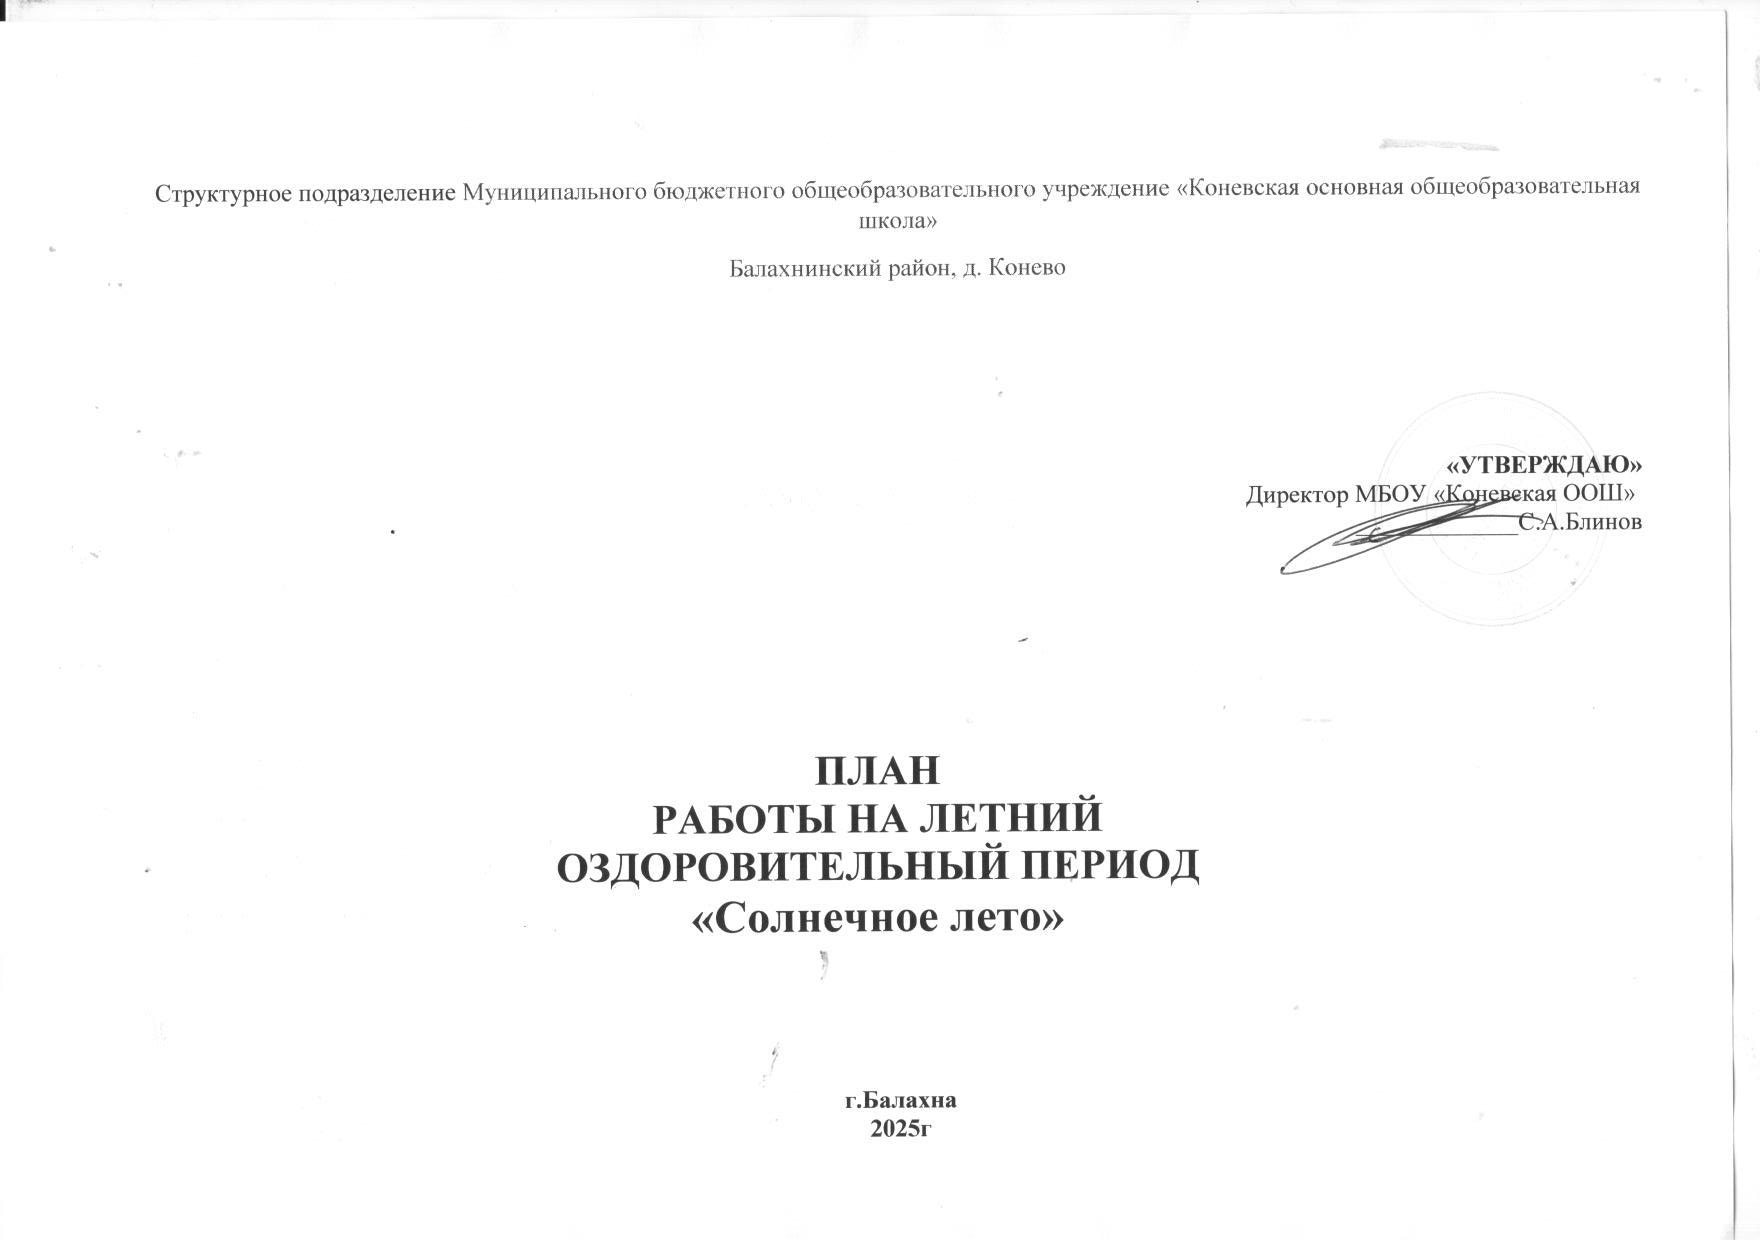 Структурное подразделение Муниципального бюджетного общеобразовательного учреждение «Коневская основная общеобразовательная
школа»
Балахнинский район, д. Конево
«УТВЕРЖДАЮ»
Директор МБОУ «Коневская ООШ»
_____________С.А.Блинов
ПЛАН
РАБОТЫ НА ЛЕТНИЙ
ОЗДОРОВИТЕЛЬНЫЙ ПЕРИОД
«Солнечное лето»
г.Балахна
2025г